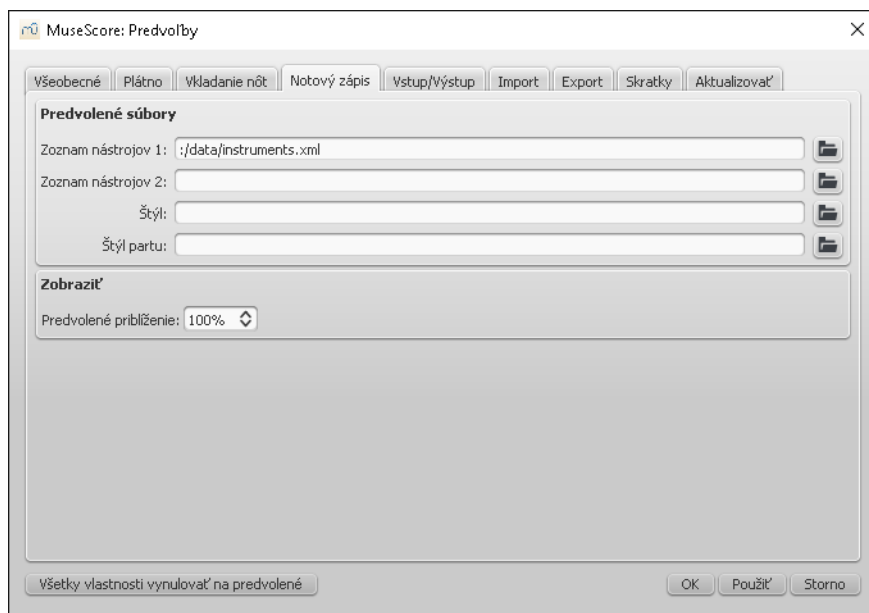 MuseScore: Predvoľby
Všeobecné Plátno Vkladanie nôt Notový zápis Vstup/Výstup Import Export Skratky Aktualizovať
Predvolené súbory
Zoznam nástrojov 1: :/data/instruments.xml
Zoznam nástrojov 2:
Štýl:
Štýl partu:
Zobraziť
Predvolené priblíženie: 100%
Všetky vlastnosti vynulovať na predvolené OK Použiť Storno